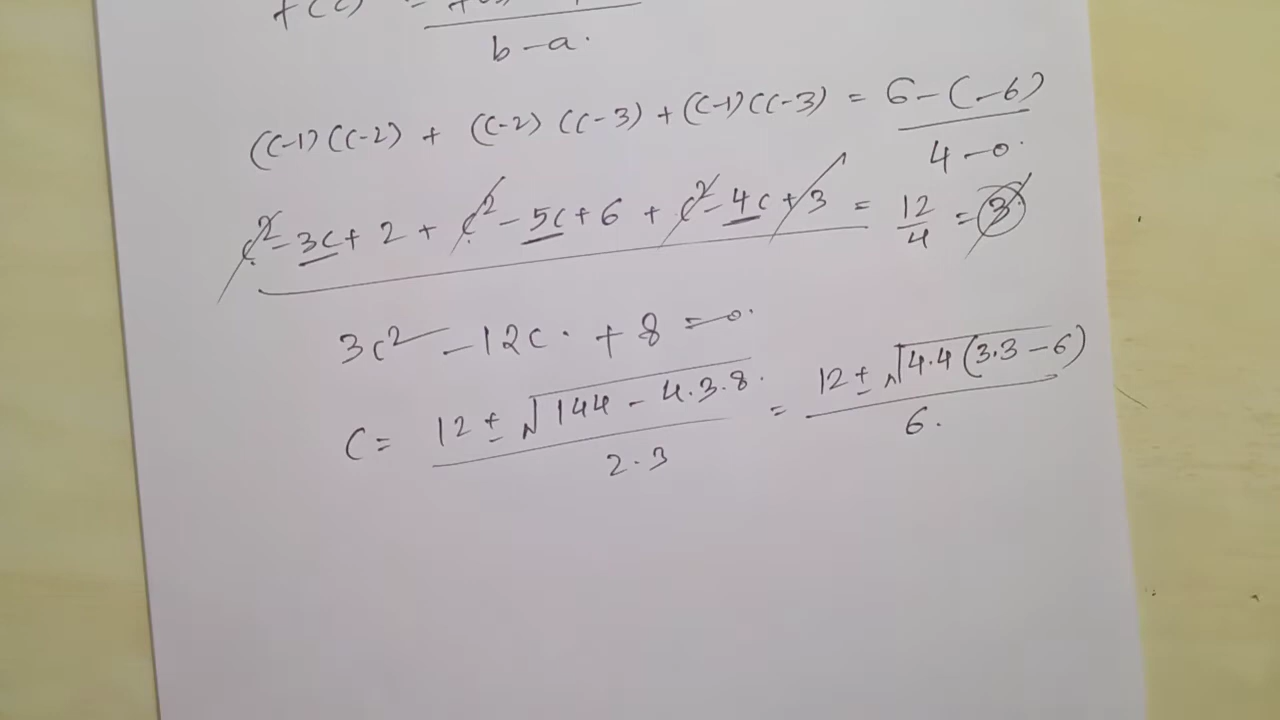 b-a.
(c-1)(c-2) + (c-2)(c-3) + (c-1)(c-3) = 6-(-6) / 4-0.
c²-3c+2 + c²-5c+6 + c²-4c+3 = 12/4 = 3
3c²-12c+8=0.
c = 12 ± √144-4.3.8. / 2.3 = 12 ± √4.4(3.3-6) / 6.